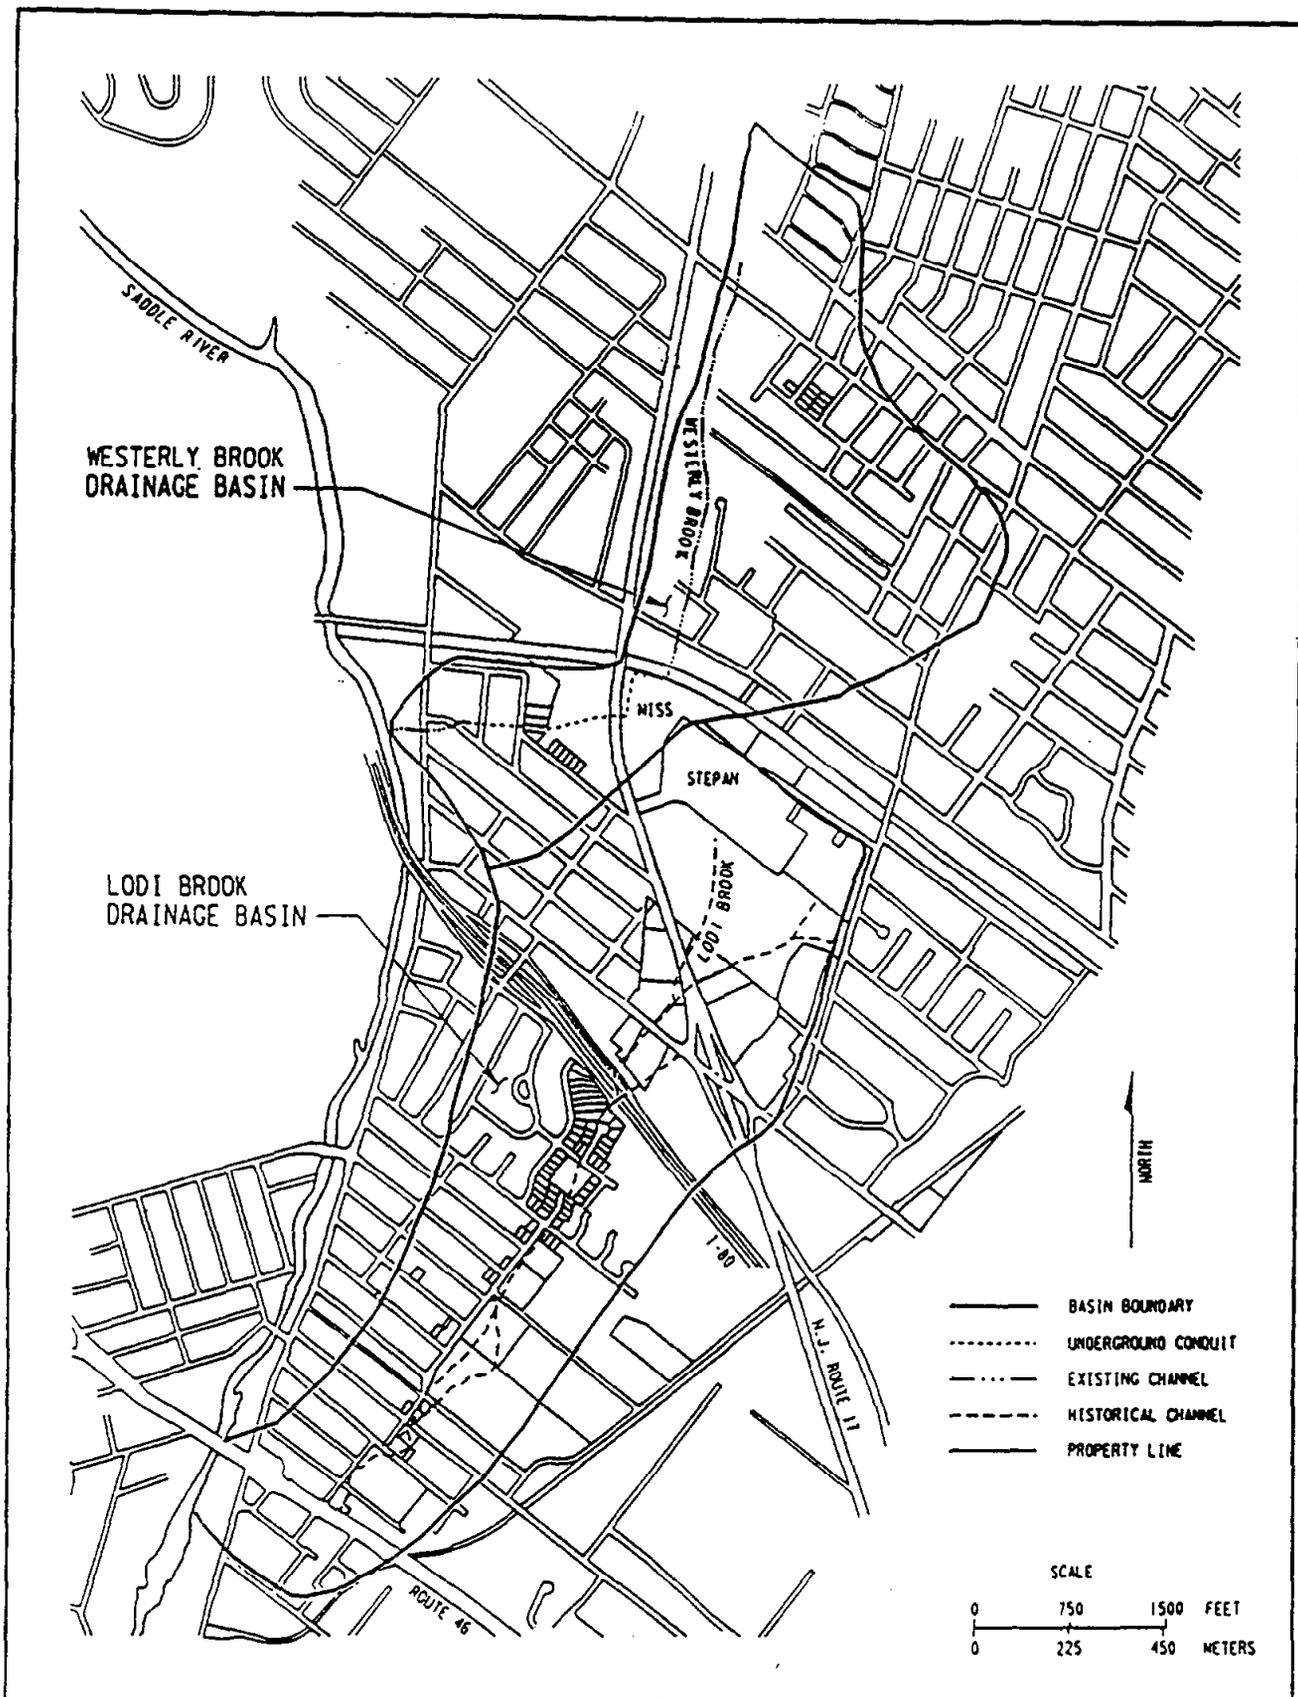 SADDLE RIVER
WESTERLY BROOK
DRAINAGE BASIN
WESTERLY BROOK
MISS
STEPAN
LODI BROOK
DRAINAGE BASIN
LODI BROOK
NORTH
I-80
N.J. ROUTE 17
ROUTE 46
BASIN BOUNDARY
UNDERGROUND CONDUIT
EXISTING CHANNEL
HISTORICAL CHANNEL
PROPERTY LINE
SCALE
0 750 1500 FEET
0 225 450 METERS